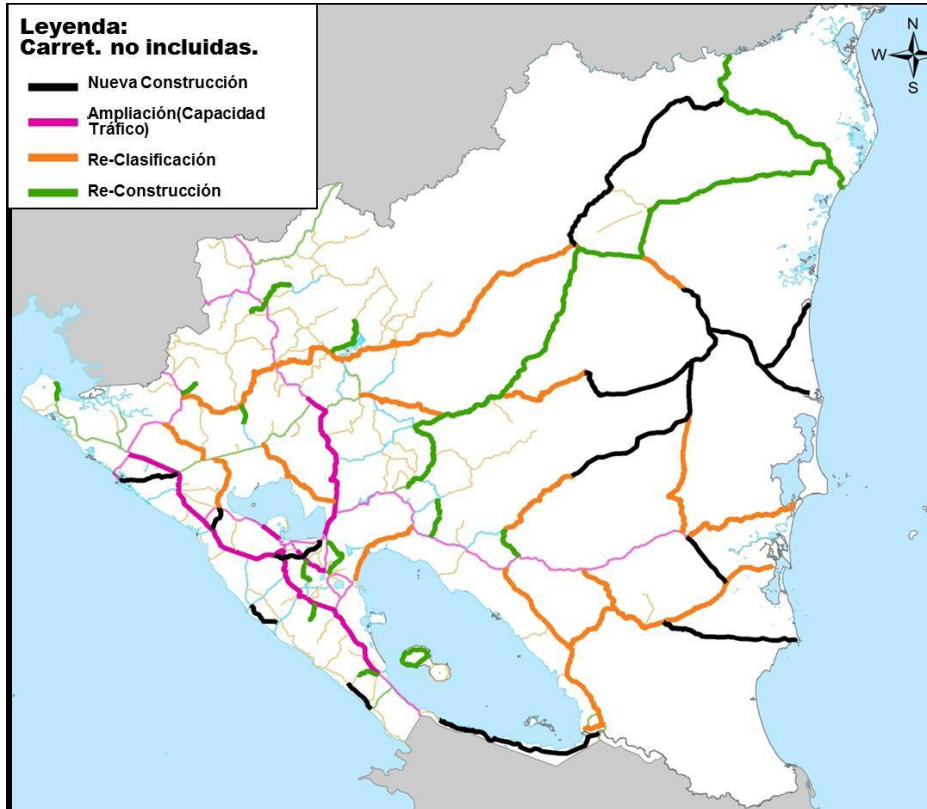 Leyenda:
Carret. no incluidas.
Nueva Construcción
Ampliación(Capacidad
Tráfico)
Re-Clasificación
Re-Construcción
N
W
E
S